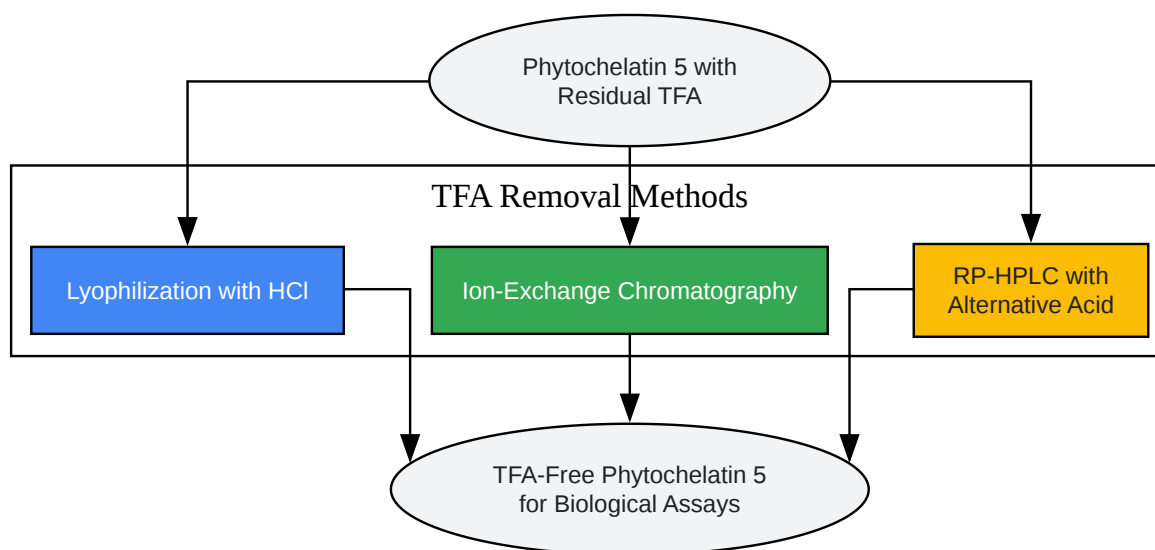 Phytochelatin 5 with
Residual TFA
TFA Removal Methods
Lyophilization with HCl
Ion-Exchange Chromatography
RP-HPLC with
Alternative Acid
TFA-Free Phytochelatin 5
for Biological Assays